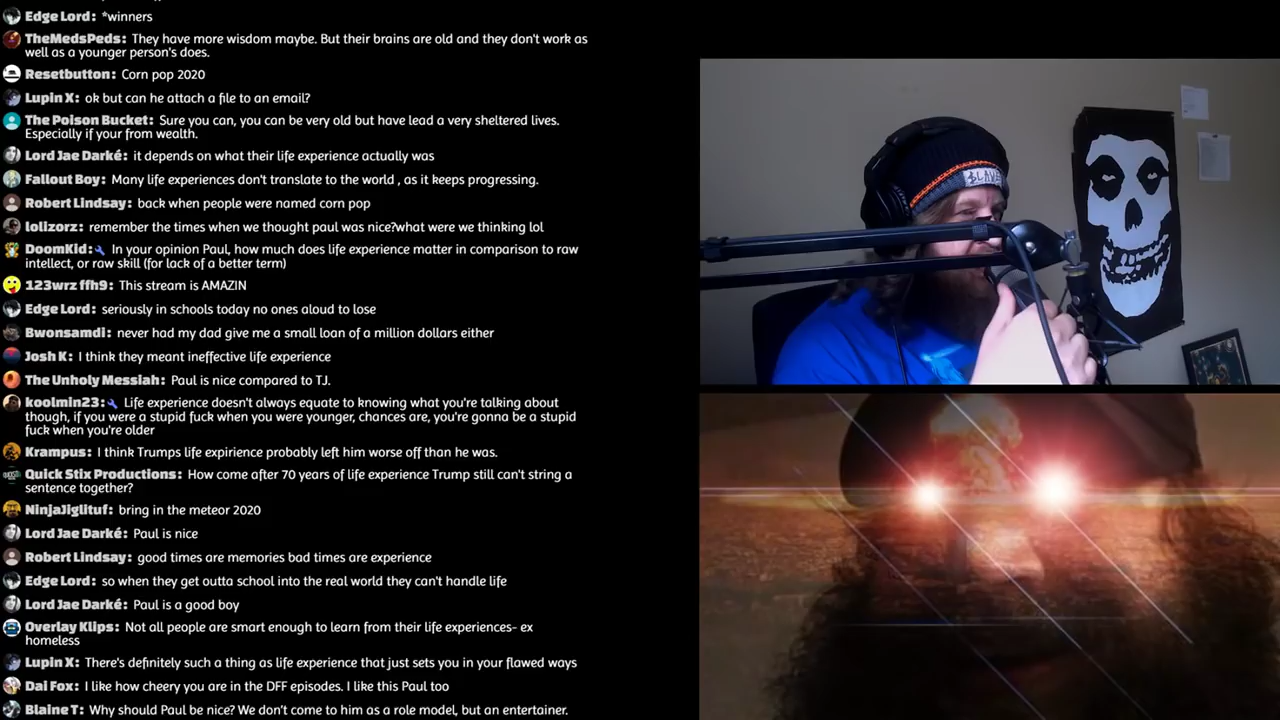 Edge Lord: *winners
TheMedsPeds: They have more wisdom maybe. But their brains are old and they don't work as
well as a younger person's does.
Resetbutton: Corn pop 2020
Lupin X: ok but can he attach a file to an email?
The Poison Bucket: Sure you can, you can be very old but have lead a very sheltered lives.
Especially if your from wealth.
Lord Jae Darké: it depends on what their life experience actually was
Fallout Boy: Many life experiences don't translate to the world , as it keeps progressing.
Robert Lindsay: back when people were named corn pop
lolizorz: remember the times when we thought paul was nice?what were we thinking lol
DoomKid: In your opinion Paul, how much does life experience matter in comparison to raw
intellect, or raw skill (for lack of a better term)
123wrz ffh9: This stream is AMAZIN
Edge Lord: seriously in schools today no ones aloud to lose
Bwonsamdi: never had my dad give me a small loan of a million dollars either
Josh K: I think they meant ineffective life experience
The Unholy Messiah: Paul is nice compared to TJ.
koolmin23: Life experience doesn't always equate to knowing what you're talking about
though, if you were a stupid fuck when you were younger, chances are, you're gonna be a stupid
fuck when you're older
Krampus: I think Trumps life expirience probably left him worse off than he was.
Quick Stix Productions: How come after 70 years of life experience Trump still can't string a
sentence together?
NinjaJiglituf: bring in the meteor 2020
Lord Jae Darké: Paul is nice
Robert Lindsay: good times are memories bad times are experience
Edge Lord: so when they get outta school into the real world they can't handle life
Lord Jae Darké: Paul is a good boy
Overlay Klips: Not all people are smart enough to learn from their life experiences- ex
homeless
Lupin X: There's definitely such a thing as life experience that just sets you in your flawed ways
Dai Fox: I like how cheery you are in the DFF episodes. I like this Paul too
Blaine T: Why should Paul be nice? We don't come to him as a role model, but an entertainer.